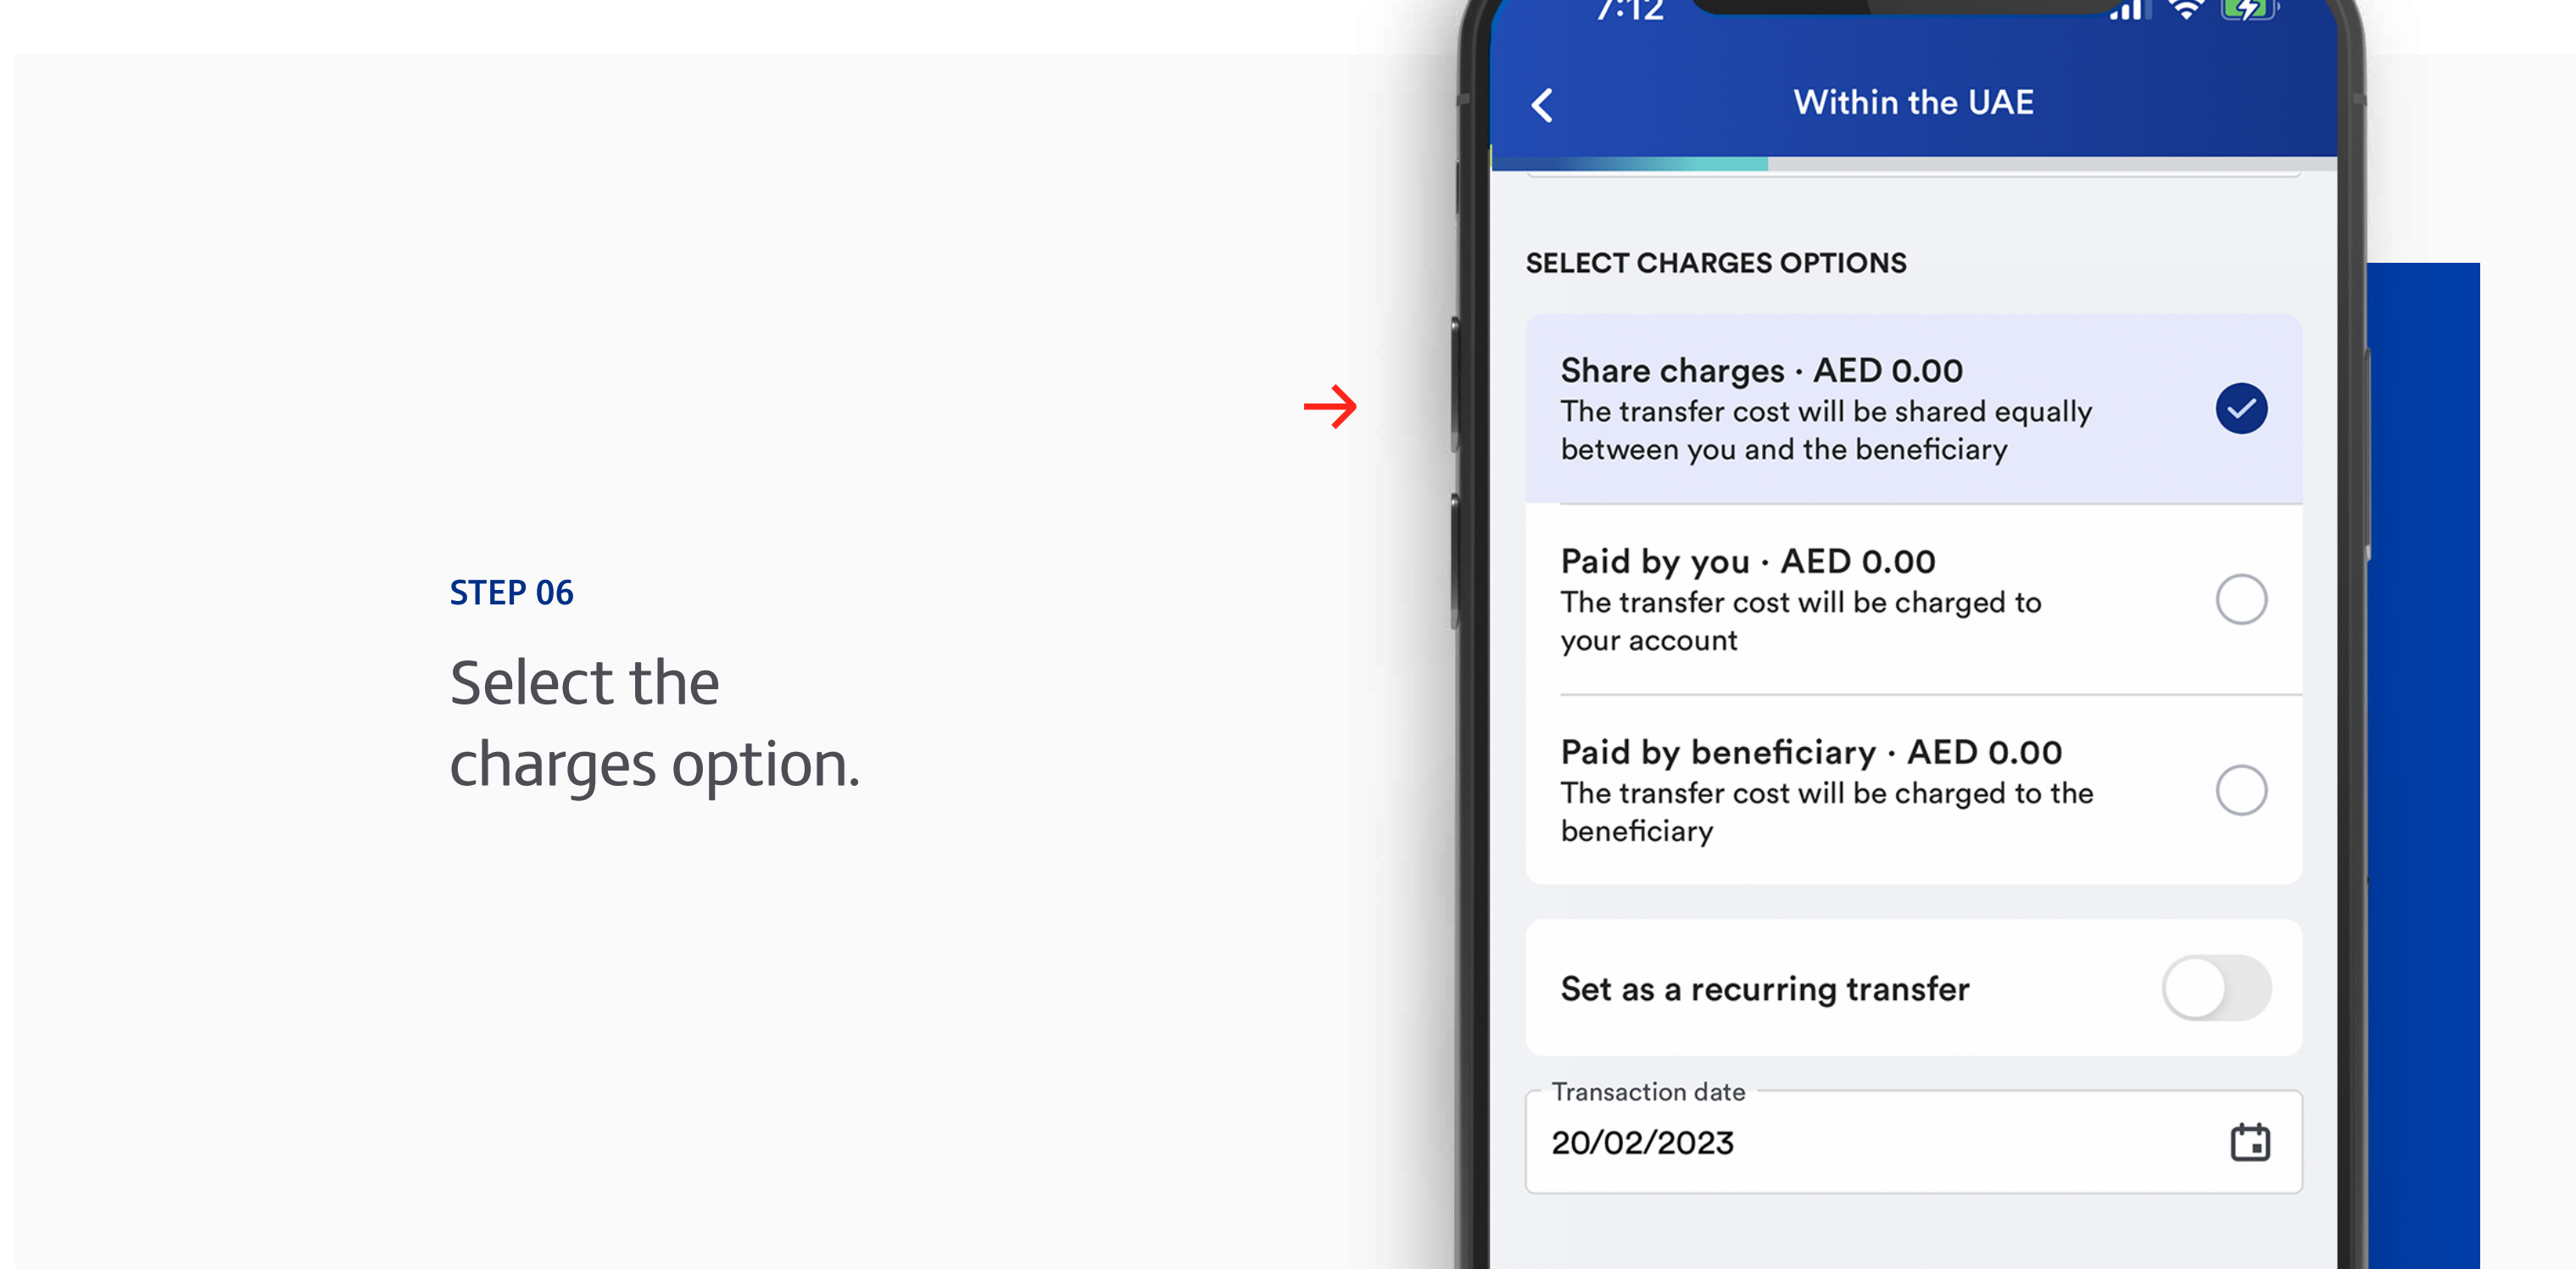 7:12
Within the UAE
SELECT CHARGES OPTIONS
Share charges · AED 0.00
The transfer cost will be shared equally
between you and the beneficiary
Paid by you · AED 0.00
The transfer cost will be charged to
your account
Paid by beneficiary · AED 0.00
The transfer cost will be charged to the
beneficiary
Set as a recurring transfer
Transaction date
20/02/2023
STEP 06
Select the
charges option.